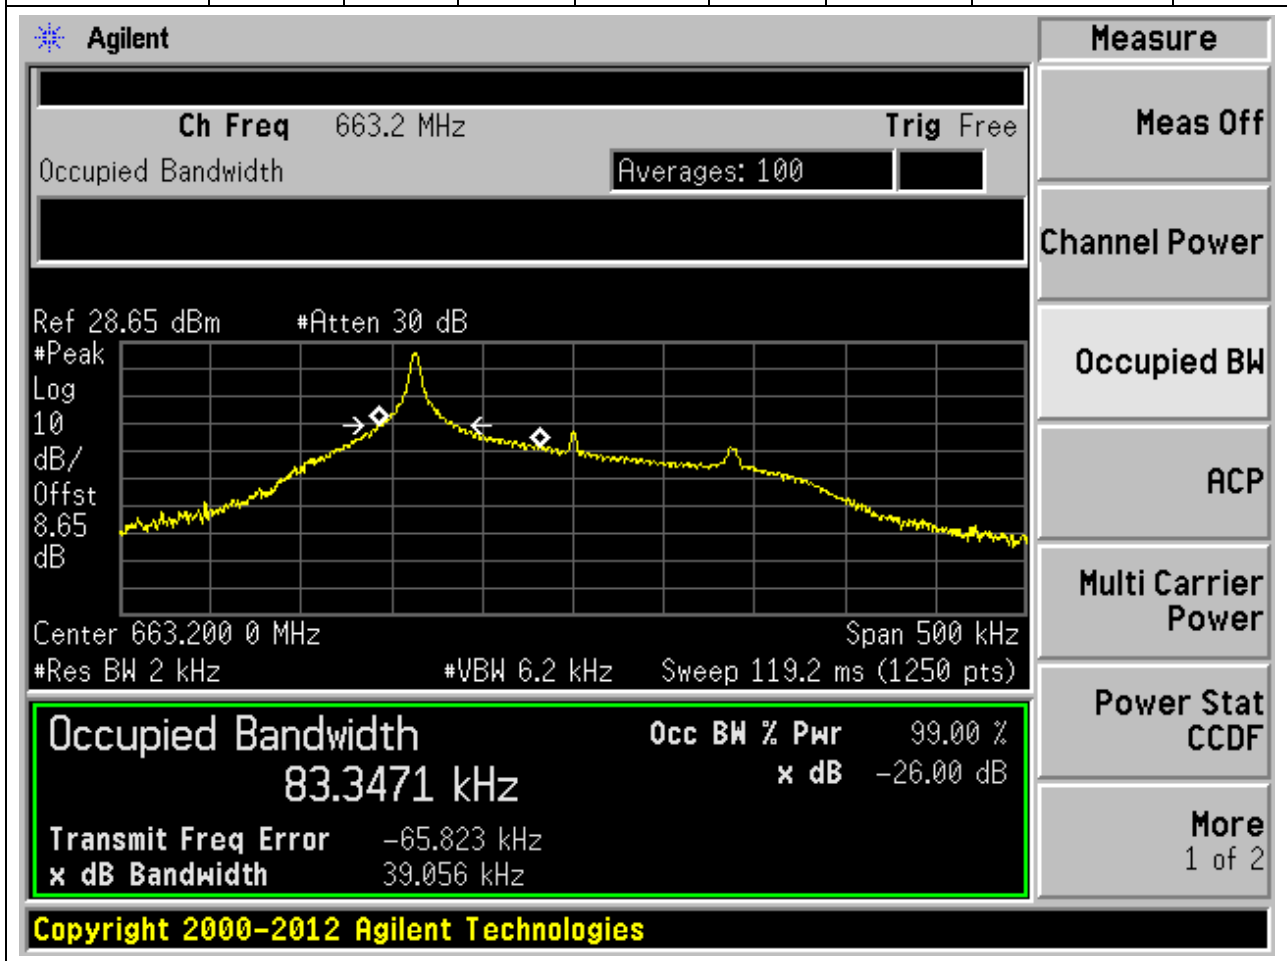 Agilent
Measure
Ch Freq 663.2 MHz Trig Free
Occupied Bandwidth Averages: 100
Ref 28.65 dBm #Atten 30 dB
#Peak
Log
10
dB/
Offst
8.65
dB
Center 663.200 0 MHz Span 500 kHz
#Res BW 2 kHz #VBW 6.2 kHz Sweep 119.2 ms (1250 pts)
Occupied Bandwidth
83.3471 kHz
Occ BW % Pwr 99.00 %
x dB -26.00 dB
Transmit Freq Error -65.823 kHz
x dB Bandwidth 39.056 kHz
Copyright 2000-2012 Agilent Technologies
Meas Off
Channel Power
Occupied BW
ACP
Multi Carrier
Power
Power Stat
CCDF
More
1 of 2